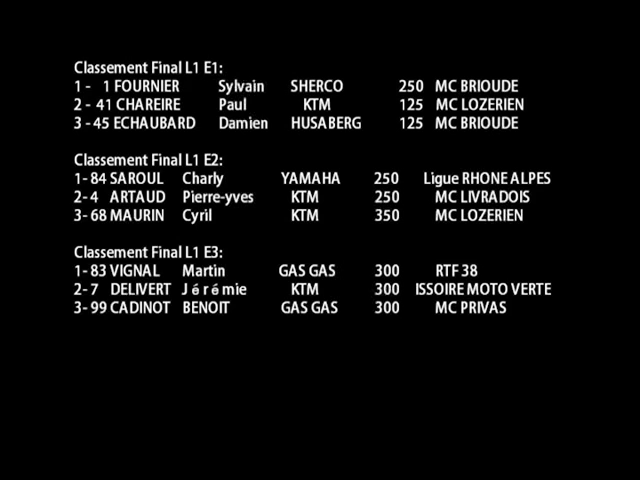 Classement Final L1 E1:
1 - 1 FOURNIER Sylvain SHERCO 250 MC BRIOUDE
2 - 41 CHAREIRE Paul KTM 125 MC LOZERIEN
3 - 45 ECHAUBARD Damien HUSABERG 125 MC BRIOUDE
Classement Final L1 E2:
1- 84 SAROUL Charly YAMAHA 250 Ligue RHONE ALPES
2- 4 ARTAUD Pierre-yves KTM 250 MC LIVRADOIS
3- 68 MAURIN Cyril KTM 350 MC LOZERIEN
Classement Final L1 E3:
1- 83 VIGNAL Martin GAS GAS 300 RTF 38
2- 7 DELIVERT Jérémie KTM 300 ISSOIRE MOTO VERTE
3- 99 CADINOT BENOIT GAS GAS 300 MC PRIVAS